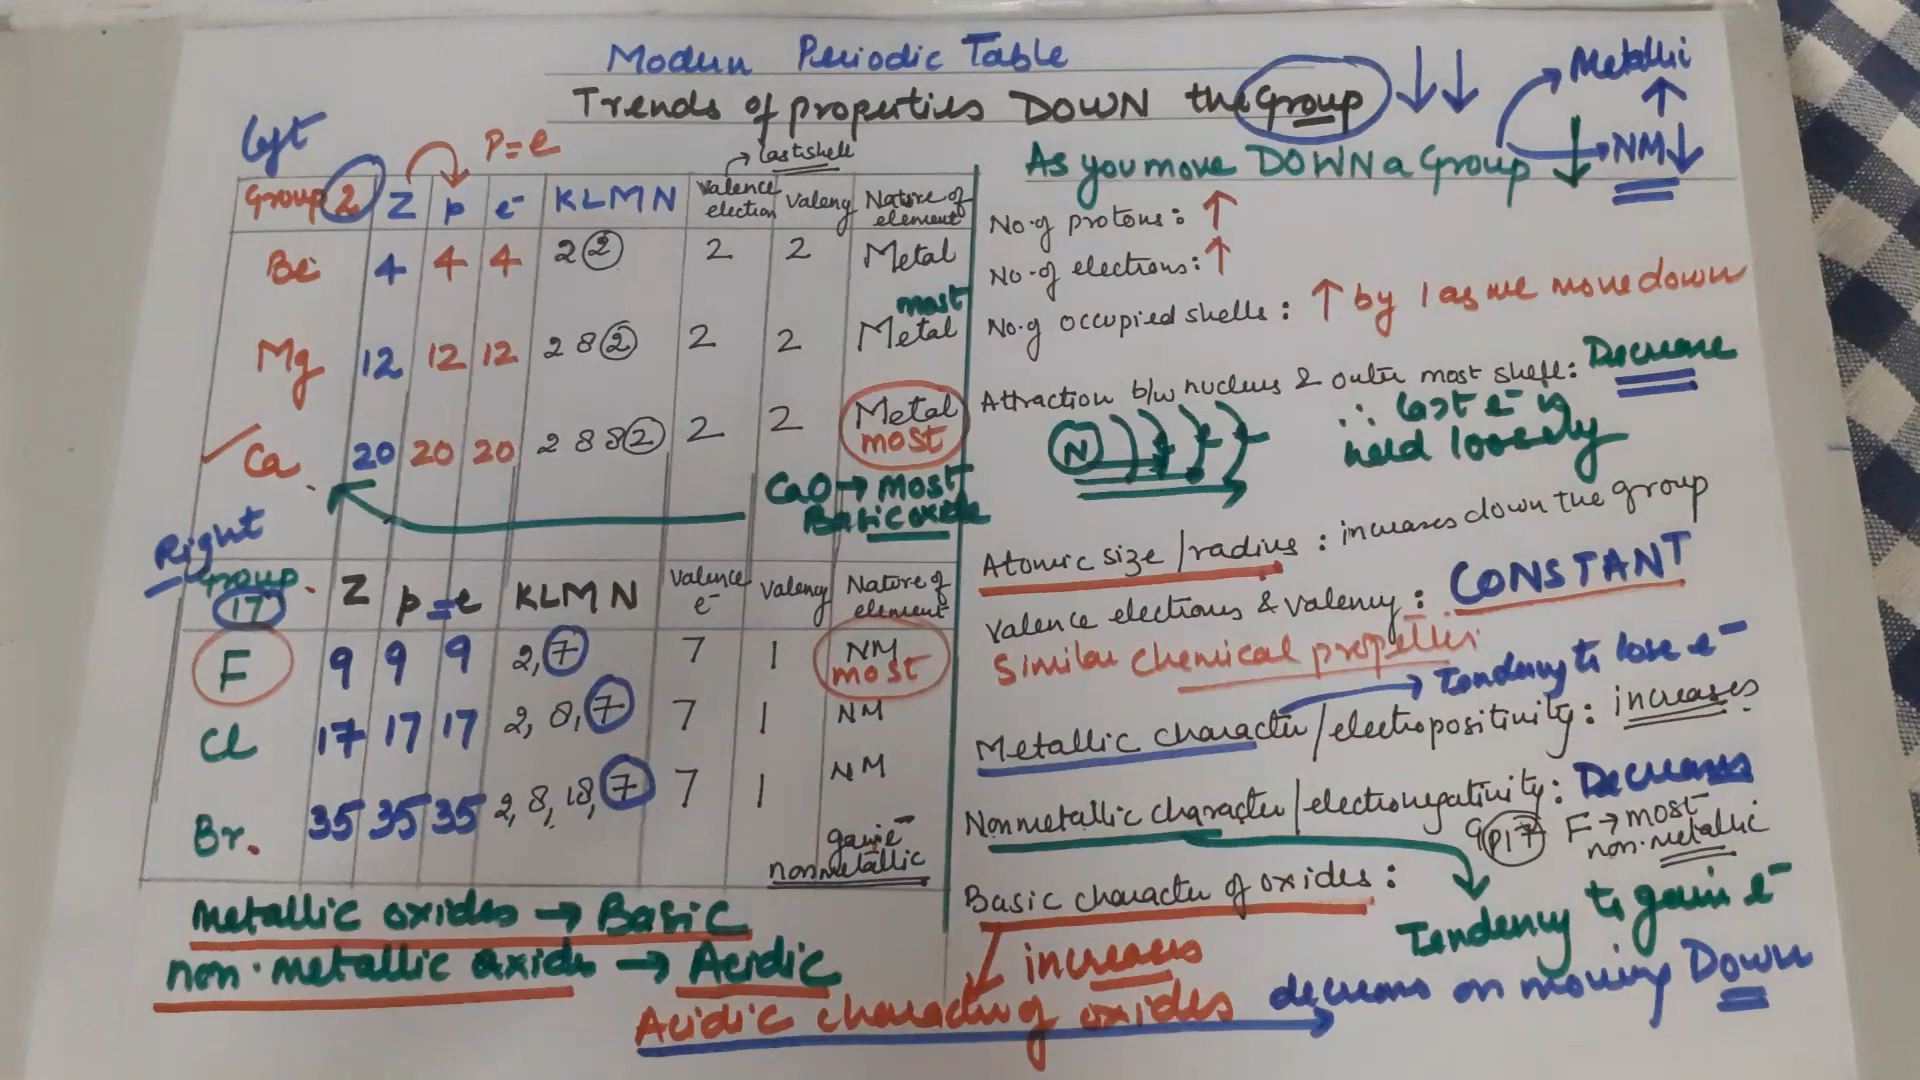 Modern Periodic Table
Trends of properties DOWN the Group ↓↓
left
P=e
→ last shell
Group 2 Z p e⁻ K L M N Valence election Valency Nature of element
Be 4 4 4 2 2 2 2 Metal
Mg 12 12 12 2 8 2 2 2 most Metal
Ca 20 20 20 2 8 8 2 2 2 Metal most
CaO → Most Basic oxide
Right
Group 17 Z p = e K L M N Valence e⁻ Valency Nature of element
F 9 9 9 2, 7 7 1 NM most
Cl 17 17 17 2, 8, 7 7 1 NM
Br. 35 35 35 2, 8, 18, 7 7 1 NM
gain e⁻
nonmetallic
Metallic oxides → Basic
non-metallic oxides → Acidic
Metalli ↑
NM ↓
As you move DOWN a Group ↓
No. of protons: ↑
No. of electrons: ↑
No. of occupied shells: ↑ by 1 as we move down
Attraction b/w nucleus & outer most shell: Decrease
N
∴ last e⁻ is
held loosely
Atomic size/radius: increases down the group
Valence electrons & valency: CONSTANT
Similar chemical properties
→ Tendency to lose e⁻
Metallic character/electropositivity: increases.
Nonmetallic character/electronegativity: Decreases
gp 17 F → most
non-metallic
Basic character of oxides:
Tendency to gain e⁻
increases
Acidic character of oxides decreases on moving Down